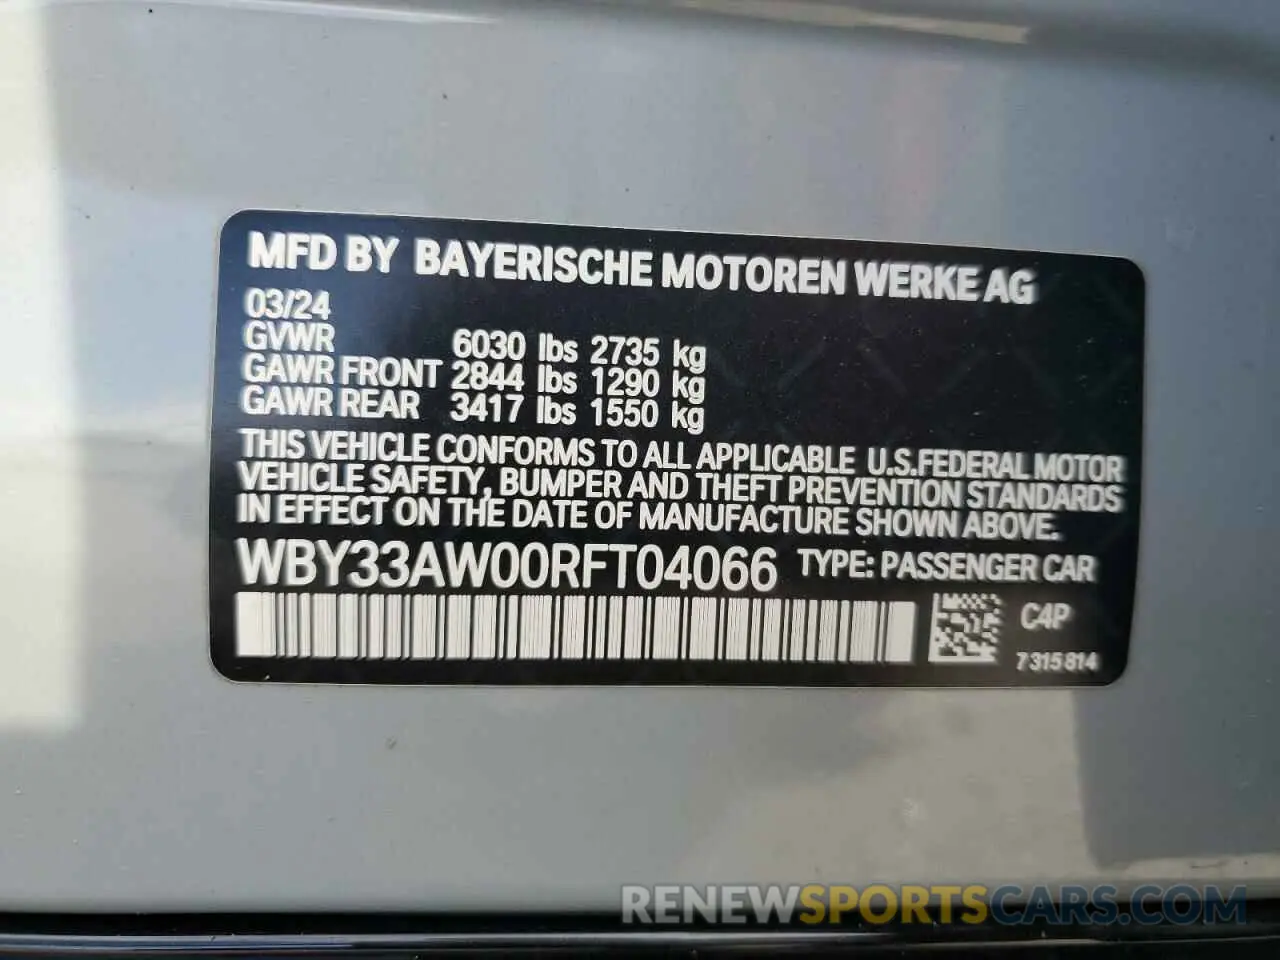 MFD BY BAYERISCHE MOTOREN WERKE AG
03/24
GVWR 6030 lbs 2735 kg
GAWR FRONT 2844 lbs 1290 kg
GAWR REAR 3417 lbs 1550 kg
THIS VEHICLE CONFORMS TO ALL APPLICABLE U.S.FEDERAL MOTOR
VEHICLE SAFETY, BUMPER AND THEFT PREVENTION STANDARDS
IN EFFECT ON THE DATE OF MANUFACTURE SHOWN ABOVE.
WBY33AW00RFT04066 TYPE: PASSENGER CAR
C4P
7 315 814
RENEWSPORTSCARS.COM